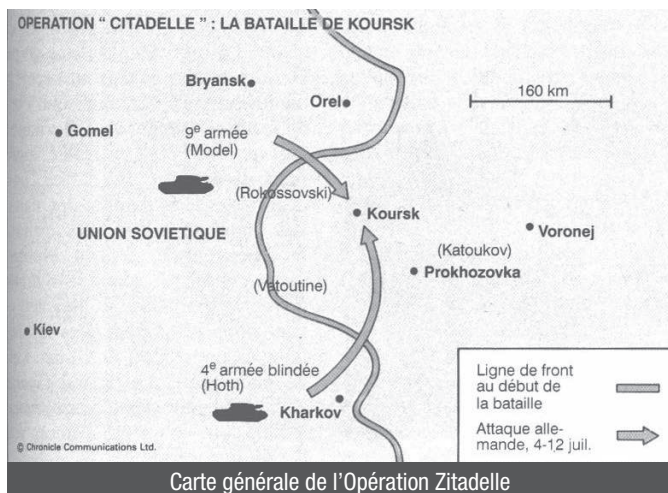 OPERATION “ CITADELLE ” : LA BATAILLE DE KOURSK
Bryansk
Orel
160 km
Gomel
9e armée
(Model)
(Rokossovski)
Koursk
UNION SOVIETIQUE
Voronej
(Katoukov)
Prokhozovka
(Vatoutine)
Kiev
4e armée blindée
(Hoth)
Kharkov
Ligne de front
au début de
la bataille
Attaque alle-
mande, 4-12 juil.
© Chronicle Communications Ltd.
Carte générale de l’Opération Zitadelle